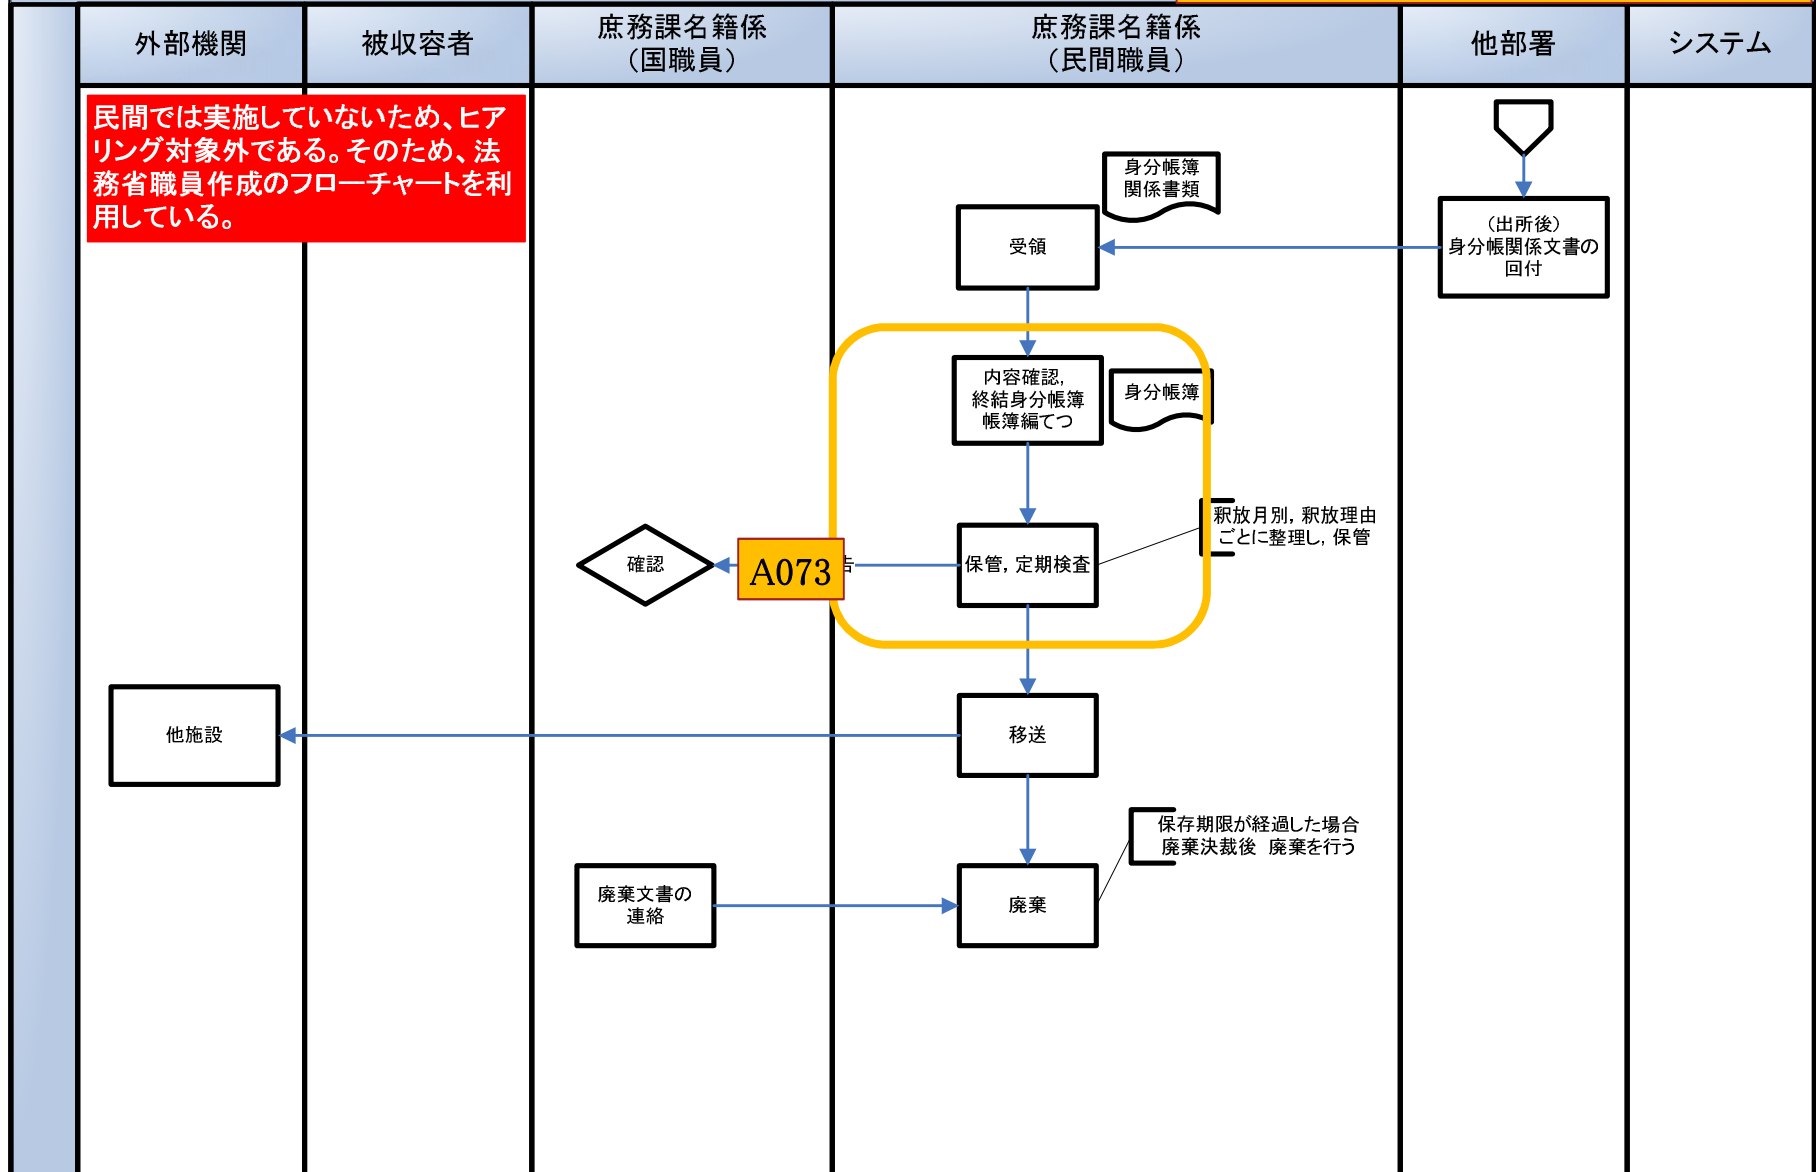 外部機関
被収容者
庶務課名籍係
（国職員）
庶務課名籍係
（民間職員）
他部署
システム
民間では実施していないため、ヒア
リング対象外である。そのため、法
務省職員作成のフローチャートを利
用している。
身分帳簿
関係書類
（出所後）
身分帳関係文書の
回付
受領
内容確認，
終結身分帳簿
帳簿編てつ
身分帳簿
釈放月別，釈放理由
ごとに整理し，保管
確認
A073
告
保管，定期検査
他施設
移送
保存期限が経過した場合
廃棄決裁後　廃棄を行う
廃棄文書の
連絡
廃棄